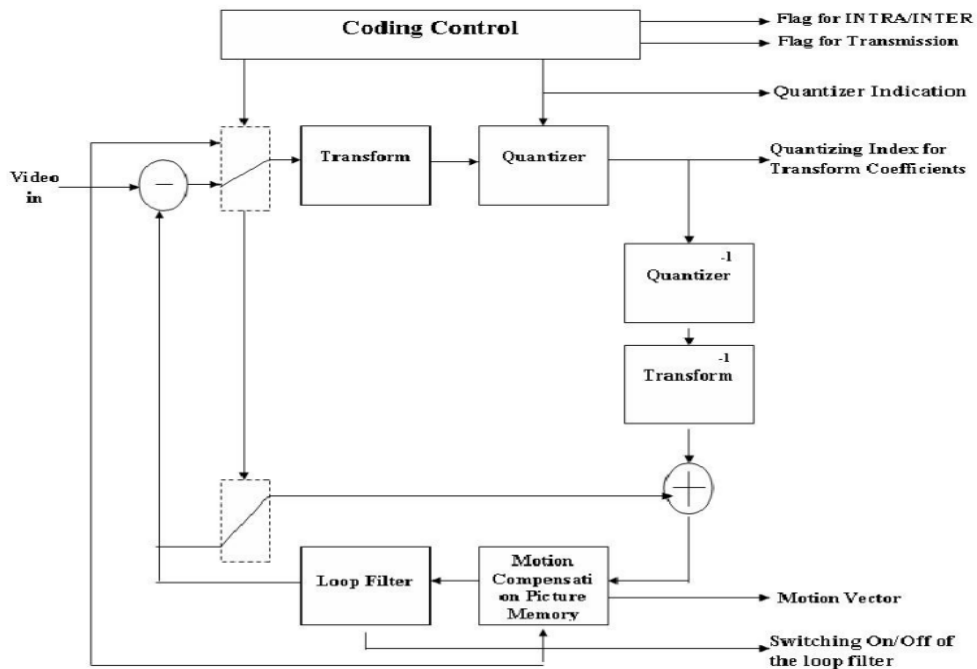 Coding Control
Flag for INTRA/INTER
Flag for Transmission
Quantizer Indication
Transform
Quantizer
Quantizing Index for
Transform Coefficients
Video
in
-1
Quantizer
-1
Transform
Loop Filter
Motion
Compensati
on Picture
Memory
Motion Vector
Switching On/Off of
the loop filter